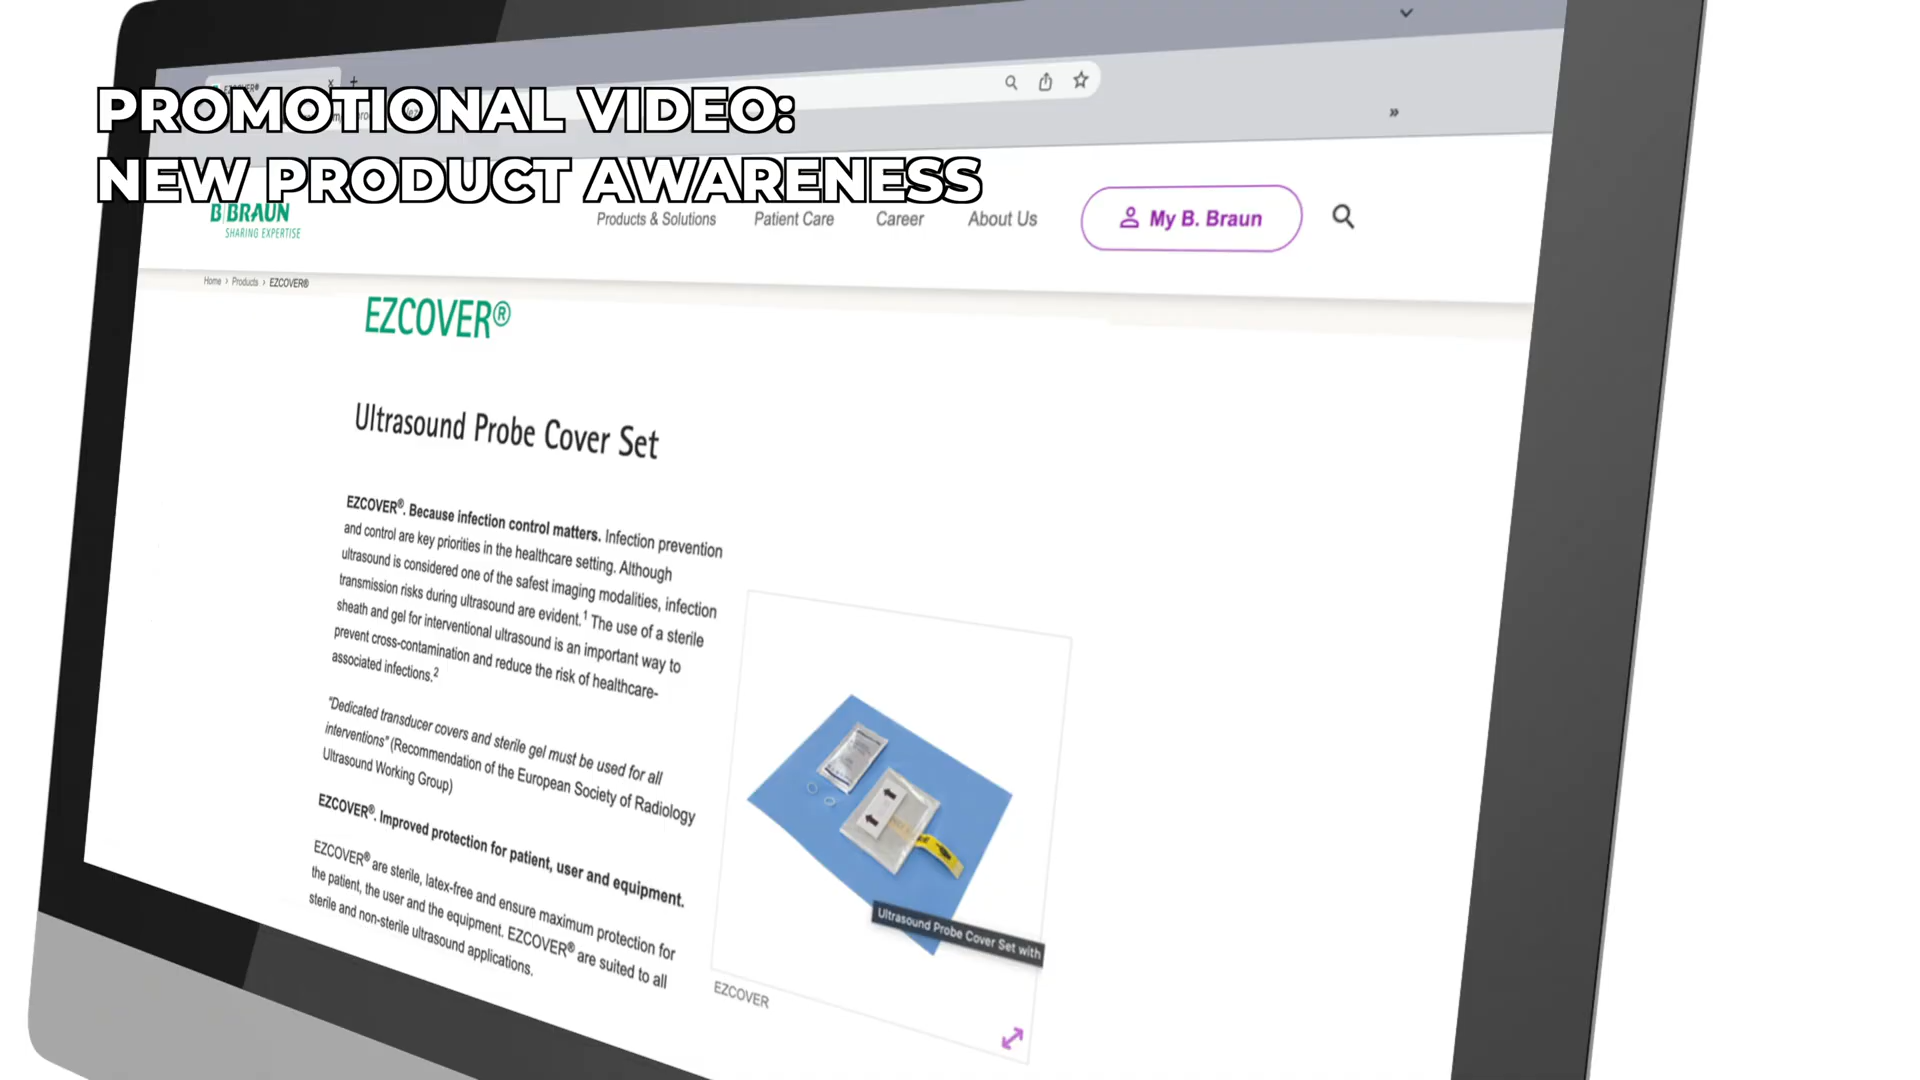 PROMOTIONAL VIDEO:
NEW PRODUCT AWARENESS
B BRAUN
SHARING EXPERTISE
Products & Solutions
Patient Care
Career
About Us
My B. Braun
Home › Products › EZCOVER®
EZCOVER®
Ultrasound Probe Cover Set
EZCOVER®. Because infection control matters. Infection prevention
and control are key priorities in the healthcare setting. Although
ultrasound is considered one of the safest imaging modalities, infection
transmission risks during ultrasound are evident.1 The use of a sterile
sheath and gel for interventional ultrasound is an important way to
prevent cross-contamination and reduce the risk of healthcare-
associated infections.2
"Dedicated transducer covers and sterile gel must be used for all
interventions" (Recommendation of the European Society of Radiology
Ultrasound Working Group)
EZCOVER®. Improved protection for patient, user and equipment.
EZCOVER® are sterile, latex-free and ensure maximum protection for
the patient, the user and the equipment. EZCOVER® are suited to all
sterile and non-sterile ultrasound applications.
Ultrasound Probe Cover Set with
EZCOVER